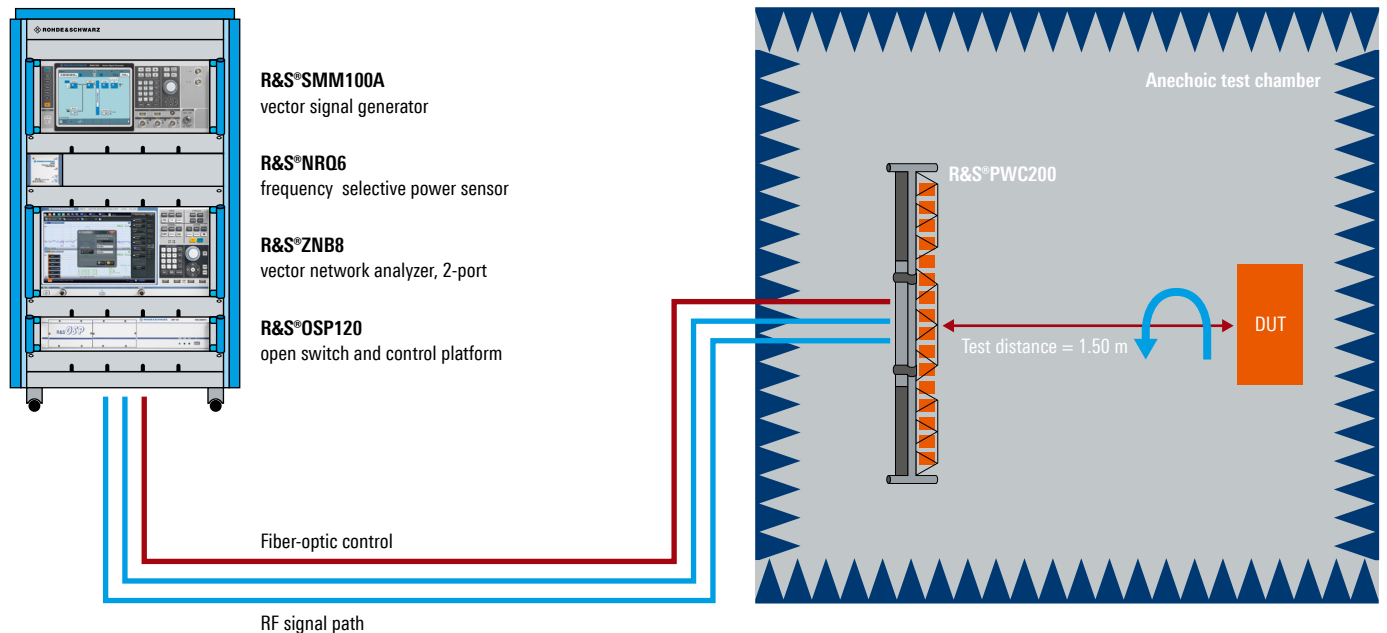 ROHDE&SCHWARZ
R&S®SMM100A
vector signal generator
R&S®NRQ6
frequency selective power sensor
R&S®ZNB8
vector network analyzer, 2-port
R&S®OSP120
open switch and control platform
R&S OSP
Fiber-optic control
RF signal path
Anechoic test chamber
R&S®PWC200
Test distance = 1.50 m
DUT